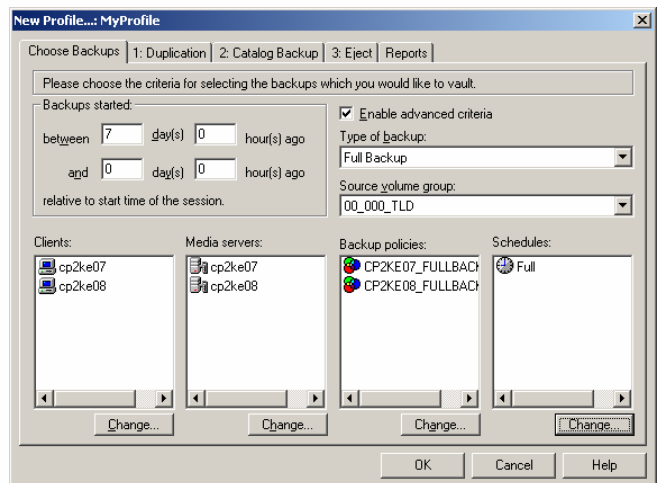 New Profile...: MyProfile
Choose Backups 1: Duplication 2: Catalog Backup 3: Eject Reports
Please choose the criteria for selecting the backups which you would like to vault.
Backups started:
between 7 day(s) 0 hour(s) ago
and 0 day(s) 0 hour(s) ago
relative to start time of the session.
Enable advanced criteria
Type of backup:
Full Backup
Source volume group:
00_000_TLD
Clients:
cp2ke07
cp2ke08
Change...
Media servers:
cp2ke07
cp2ke08
Change...
Backup policies:
CP2KE07_FULLBACK
CP2KE08_FULLBACK
Change...
Schedules:
Full
Change...
OK Cancel Help